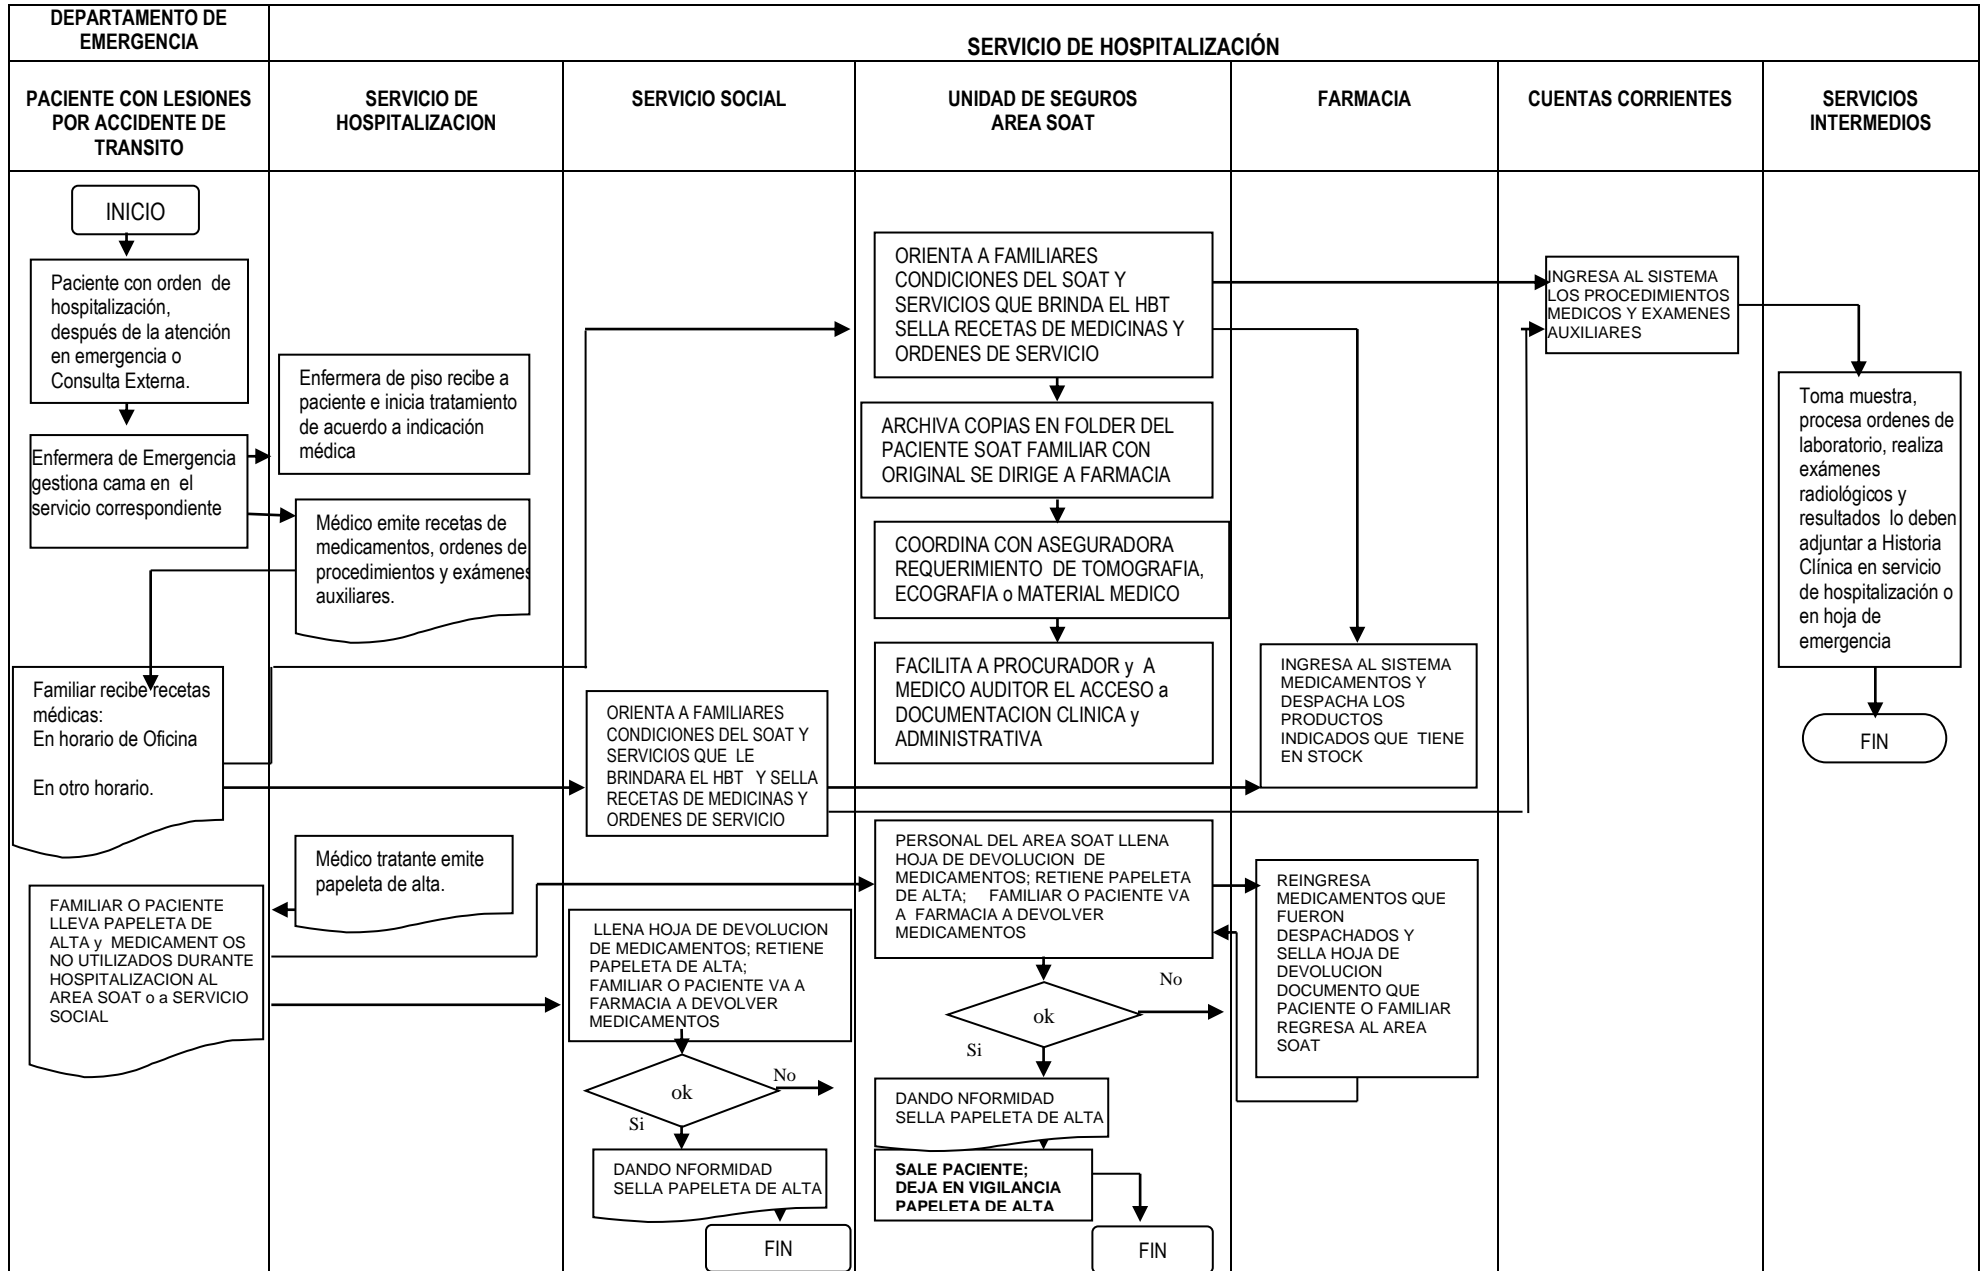 DEPARTAMENTO DE
EMERGENCIA
SERVICIO DE HOSPITALIZACIÓN
PACIENTE CON LESIONES
POR ACCIDENTE DE
TRANSITO
SERVICIO DE
HOSPITALIZACION
SERVICIO SOCIAL
UNIDAD DE SEGUROS
AREA SOAT
FARMACIA
CUENTAS CORRIENTES
SERVICIOS
INTERMEDIOS
INICIO
Paciente con orden de
hospitalización,
después de la atención
en emergencia o
Consulta Externa.
Enfermera de Emergencia
gestiona cama en el
servicio correspondiente
Familiar recibe recetas
médicas:
En horario de Oficina
En otro horario.
FAMILIAR O PACIENTE
LLEVA PAPELETA DE
ALTA y MEDICAMENT OS
NO UTILIZADOS DURANTE
HOSPITALIZACION AL
AREA SOAT o a SERVICIO
SOCIAL
Enfermera de piso recibe a
paciente e inicia tratamiento
de acuerdo a indicación
médica
Médico emite recetas de
medicamentos, ordenes de
procedimientos y exámenes
auxiliares.
Médico tratante emite
papeleta de alta.
ORIENTA A FAMILIARES
CONDICIONES DEL SOAT Y
SERVICIOS QUE LE
BRINDARA EL HBT Y SELLA
RECETAS DE MEDICINAS Y
ORDENES DE SERVICIO
LLENA HOJA DE DEVOLUCION
DE MEDICAMENTOS; RETIENE
PAPELETA DE ALTA;
FAMILIAR O PACIENTE VA A
FARMACIA A DEVOLVER
MEDICAMENTOS
ok
No
Si
DANDO NFORMIDAD
SELLA PAPELETA DE ALTA
FIN
ORIENTA A FAMILIARES
CONDICIONES DEL SOAT Y
SERVICIOS QUE BRINDA EL HBT
SELLA RECETAS DE MEDICINAS Y
ORDENES DE SERVICIO
ARCHIVA COPIAS EN FOLDER DEL
PACIENTE SOAT FAMILIAR CON
ORIGINAL SE DIRIGE A FARMACIA
COORDINA CON ASEGURADORA
REQUERIMIENTO DE TOMOGRAFIA,
ECOGRAFIA o MATERIAL MEDICO
FACILITA A PROCURADOR y A
MEDICO AUDITOR EL ACCESO a
DOCUMENTACION CLINICA y
ADMINISTRATIVA
PERSONAL DEL AREA SOAT LLENA
HOJA DE DEVOLUCION DE
MEDICAMENTOS; RETIENE PAPELETA
DE ALTA; FAMILIAR O PACIENTE VA
A FARMACIA A DEVOLVER
MEDICAMENTOS
ok
No
Si
DANDO NFORMIDAD
SELLA PAPELETA DE ALTA
SALE PACIENTE;
DEJA EN VIGILANCIA
PAPELETA DE ALTA
FIN
INGRESA AL SISTEMA
MEDICAMENTOS Y
DESPACHA LOS
PRODUCTOS
INDICADOS QUE TIENE
EN STOCK
REINGRESA
MEDICAMENTOS QUE
FUERON
DESPACHADOS Y
SELLA HOJA DE
DEVOLUCION
DOCUMENTO QUE
PACIENTE O FAMILIAR
REGRESA AL AREA
SOAT
INGRESA AL SISTEMA
LOS PROCEDIMIENTOS
MEDICOS Y EXAMENES
AUXILIARES
Toma muestra,
procesa ordenes de
laboratorio, realiza
exámenes
radiológicos y
resultados lo deben
adjuntar a Historia
Clínica en servicio
de hospitalización o
en hoja de
emergencia
FIN